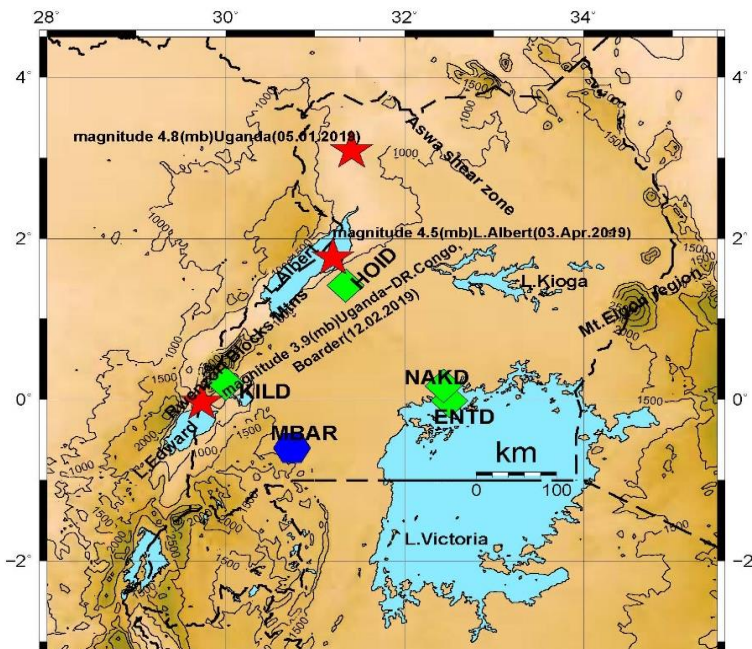 28° 30° 32° 34°
4° 4°
1500
1000
magnitude 4.8(mb)Uganda(05.01.2019)
1000
Aswa shear zone
2° 2°
magnitude 4.5(mb)L.Albert(03.Apr.2019)
L.Albert
HOID
L.Kioga
Mt.Elgon region
Rwenzori Blocks Mtns
magnitude 3.9(mb)Uganda-DR.Congo,
Boarder(12.02.2019)
0° 0°
KILD
NAKD
ENTD
MBAR
L.Edward
km
0 100
1500
1000
2000
L.Victoria
−2° −2°